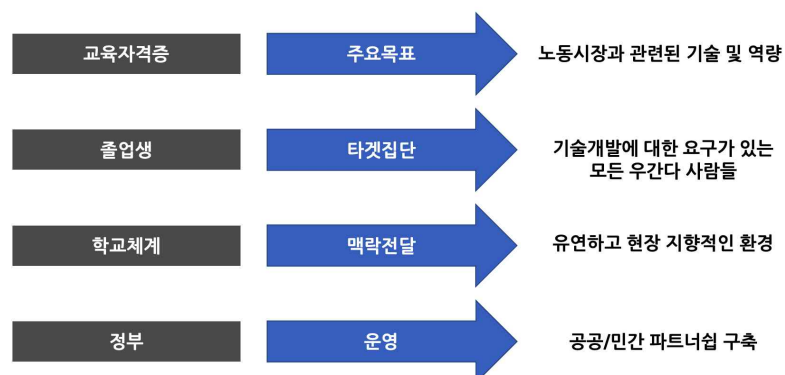 교육자격증
주요목표
노동시장과 관련된 기술 및 역량
졸업생
타겟집단
기술개발에 대한 요구가 있는
모든 우간다 사람들
학교체계
맥락전달
유연하고 현장 지향적인 환경
정부
운영
공공/민간 파트너쉽 구축